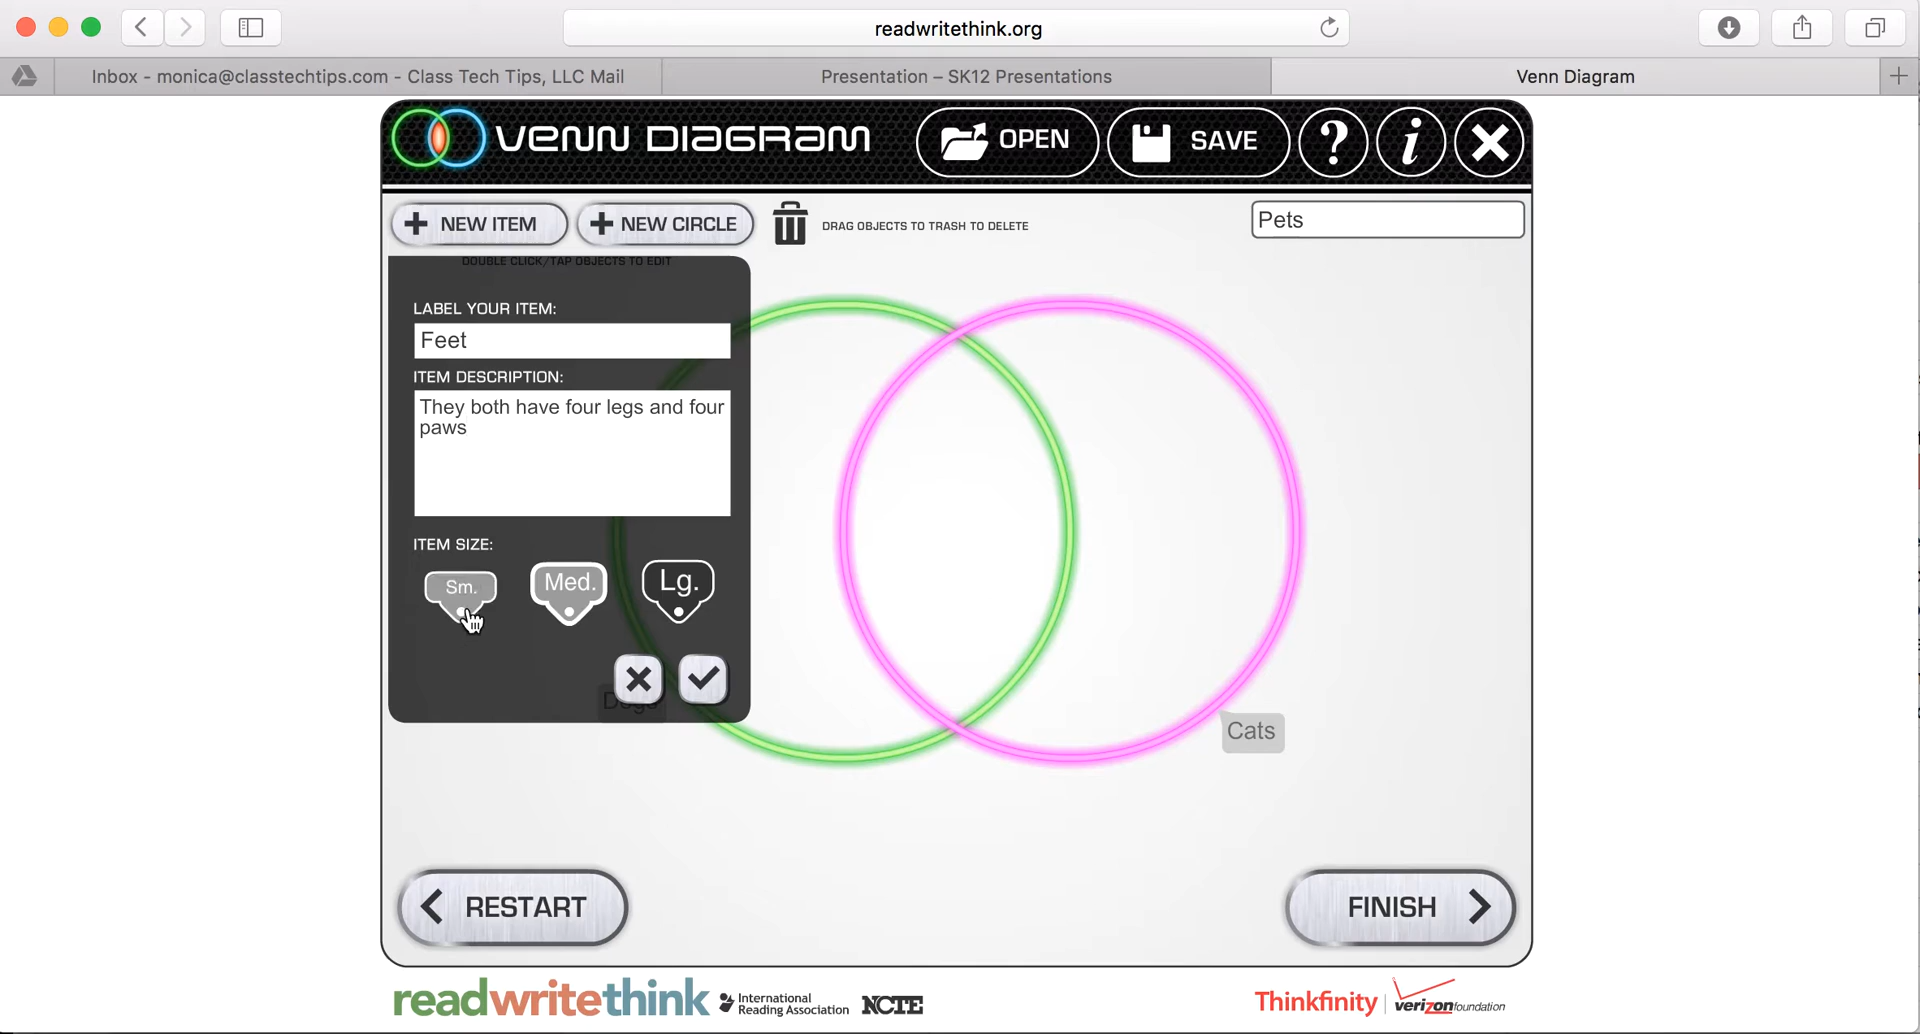 readwritethink.org
Inbox - monica@classtechtips.com - Class Tech Tips, LLC Mail
Presentation – SK12 Presentations
Venn Diagram
VENN DIAGRAM
OPEN
SAVE
?
i
NEW ITEM
NEW CIRCLE
DRAG OBJECTS TO TRASH TO DELETE
Pets
DOUBLE CLICK/TAP OBJECTS TO EDIT
LABEL YOUR ITEM:
Feet
ITEM DESCRIPTION:
They both have four legs and four
paws
ITEM SIZE:
Sm.
Med.
Lg.
Dogs
Cats
RESTART
FINISH
readwritethink
International
Reading Association
NCTE
Thinkfinity
verizonfoundation